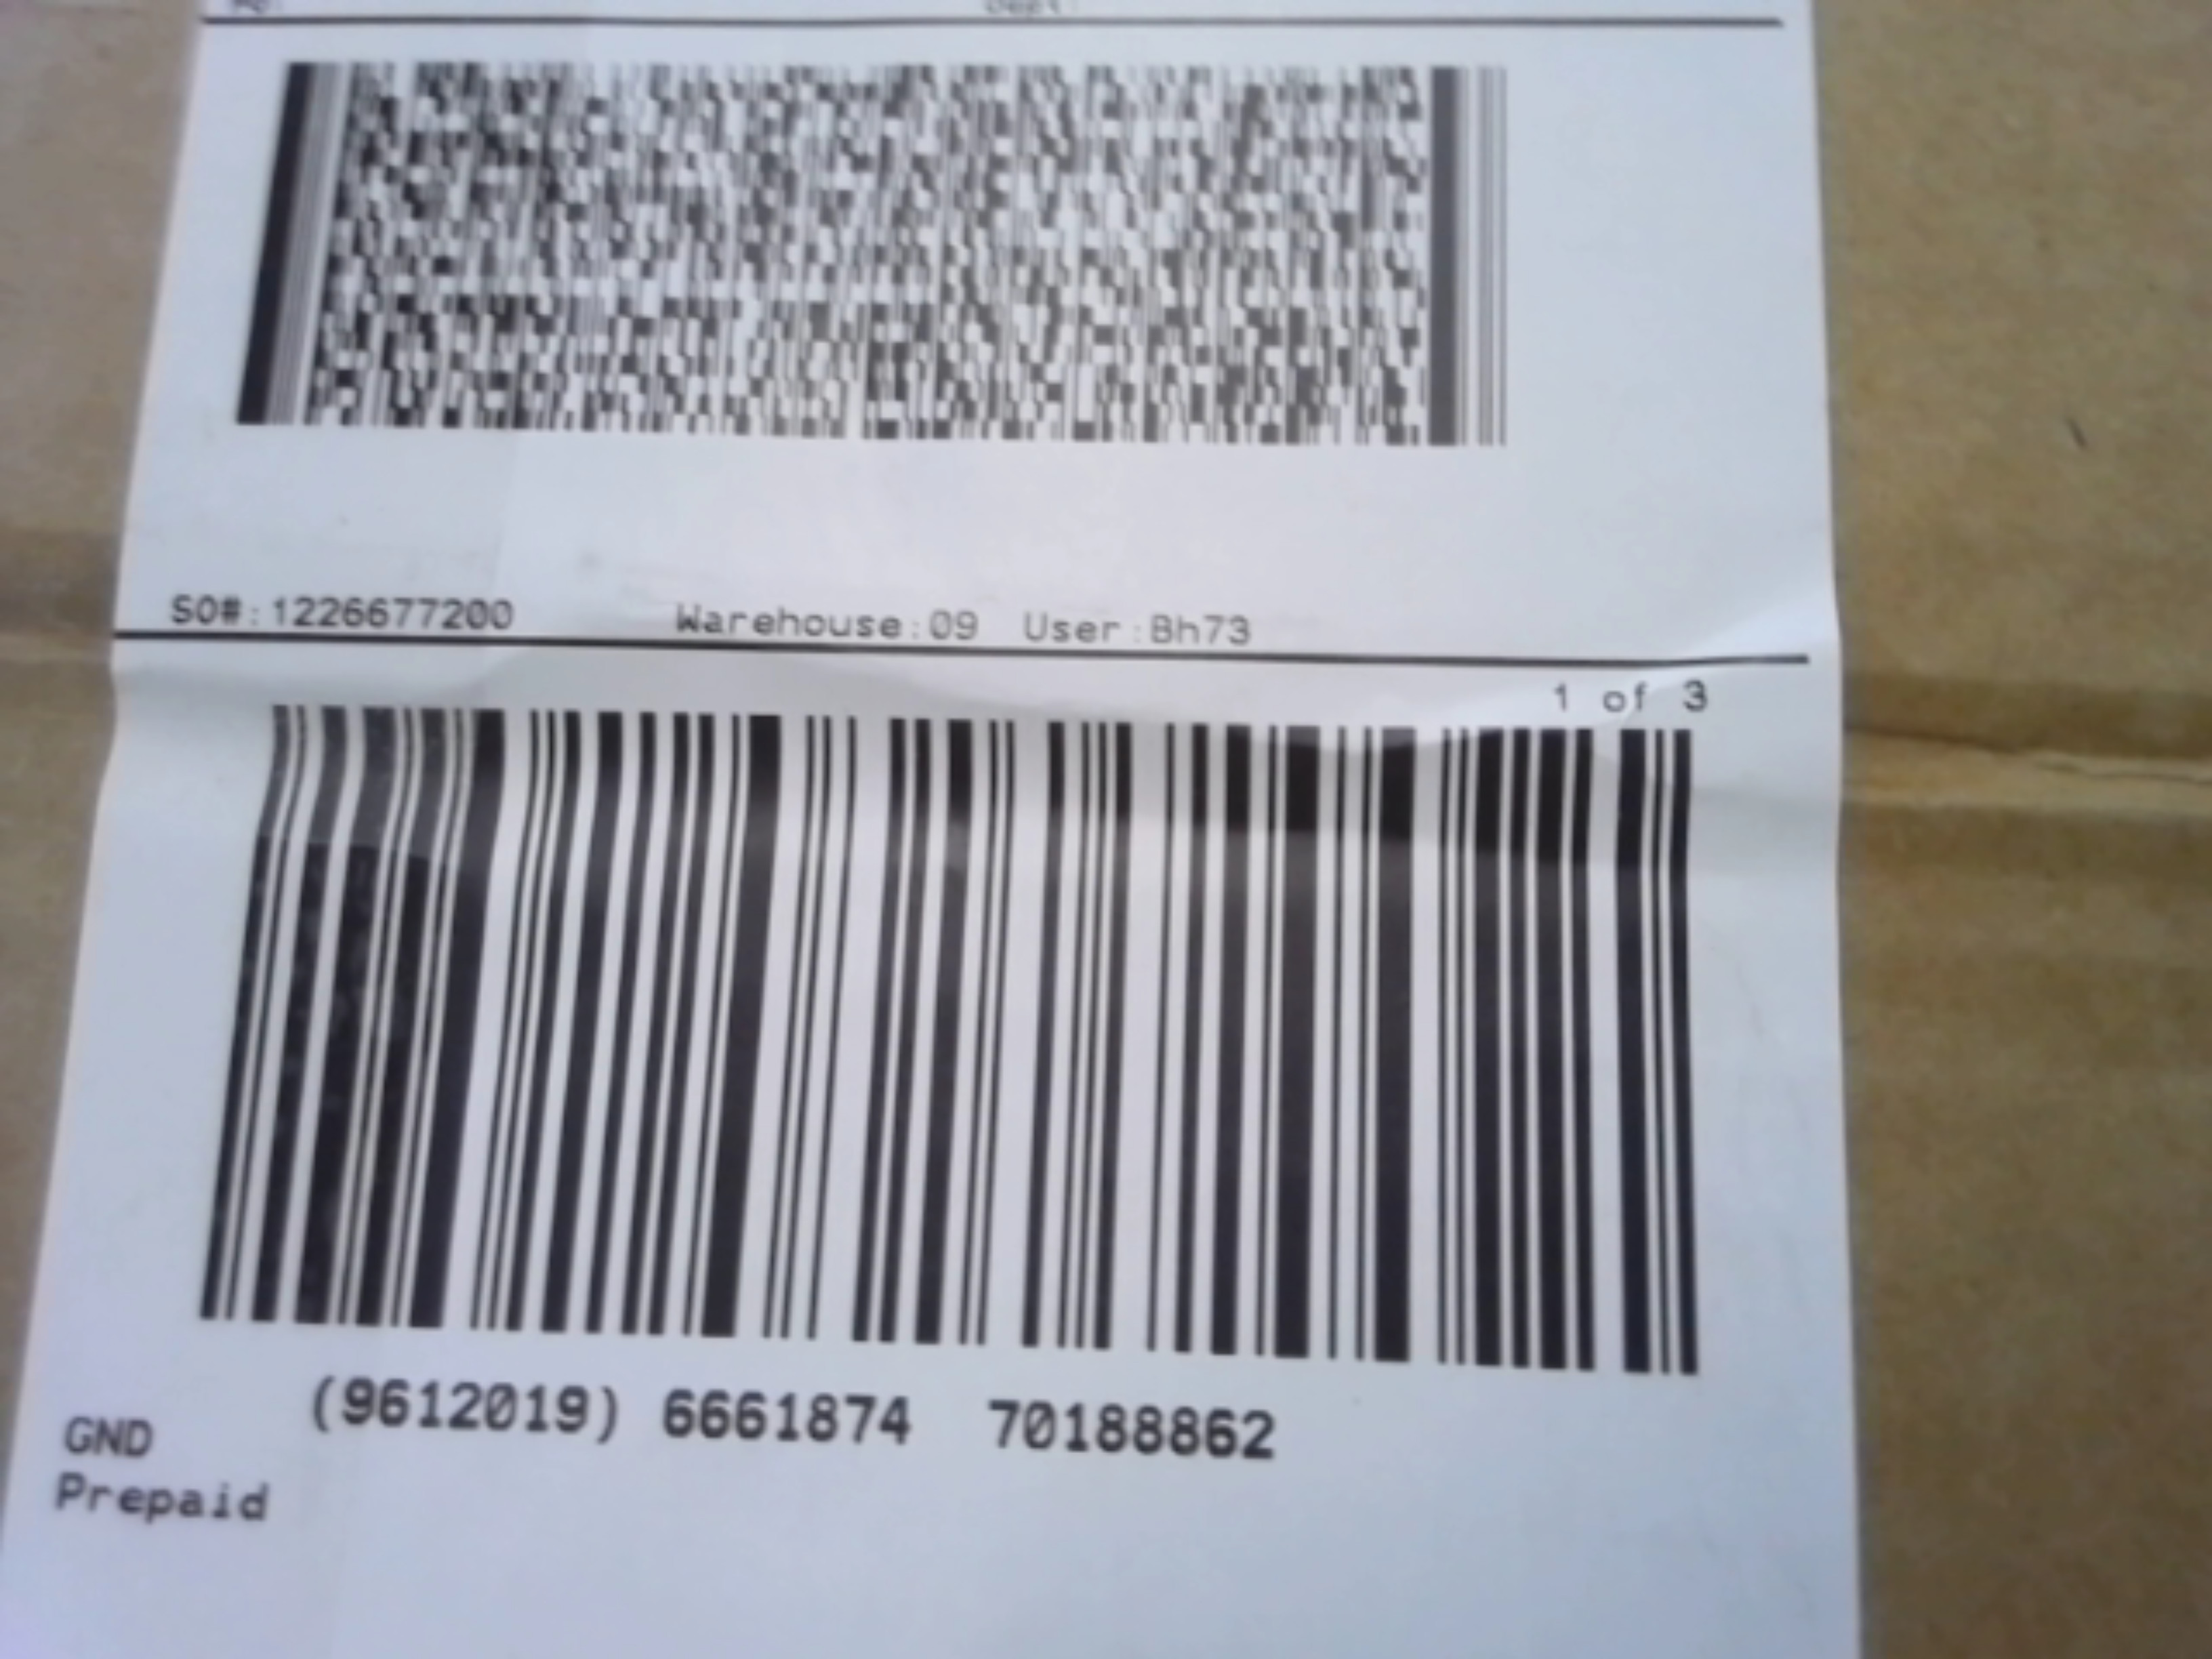 SO#:1226677200 Warehouse:09 User:Bh73
1 of 3
(9612019) 6661874 70188862
GND
Prepaid